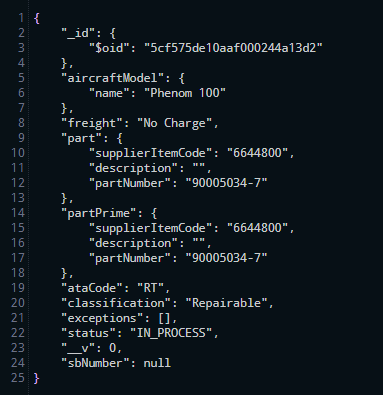 1 {
2 "_id": {
3 "$oid": "5cf575de10aaf000244a13d2"
4 },
5 "aircraftModel": {
6 "name": "Phenom 100"
7 },
8 "freight": "No Charge",
9 "part": {
10 "supplierItemCode": "6644800",
11 "description": "",
12 "partNumber": "90005034-7"
13 },
14 "partPrime": {
15 "supplierItemCode": "6644800",
16 "description": "",
17 "partNumber": "90005034-7"
18 },
19 "ataCode": "RT",
20 "classification": "Repairable",
21 "exceptions": [],
22 "status": "IN_PROCESS",
23 "__v": 0,
24 "sbNumber": null
25 }